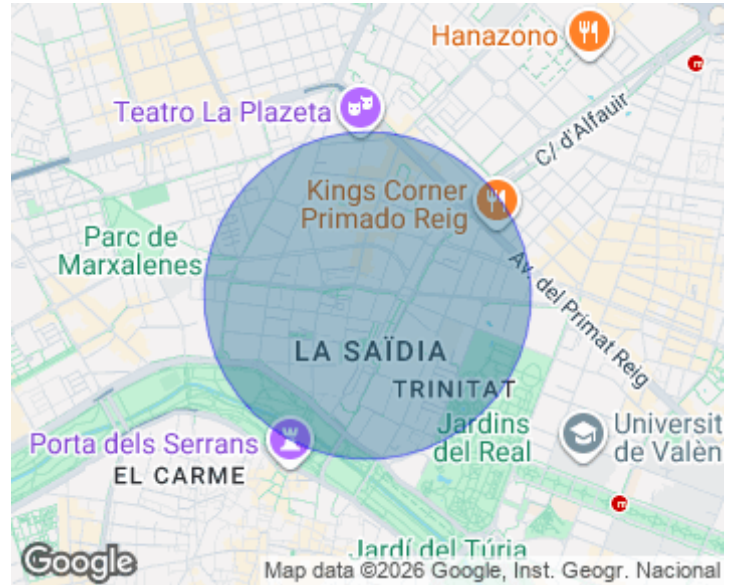 Hanazono
Teatro La Plazeta
C/ d'Alfauir
Kings Corner
Primado Reig
Parc de
Marxalenes
Av. del Primat Reig
LA SAÏDIA
TRINITAT
Jardins
del Real
Universit
de Valèn
Porta dels Serrans
EL CARME
Jardí del Túria
Google
Map data ©2026 Google, Inst. Geogr. Nacional